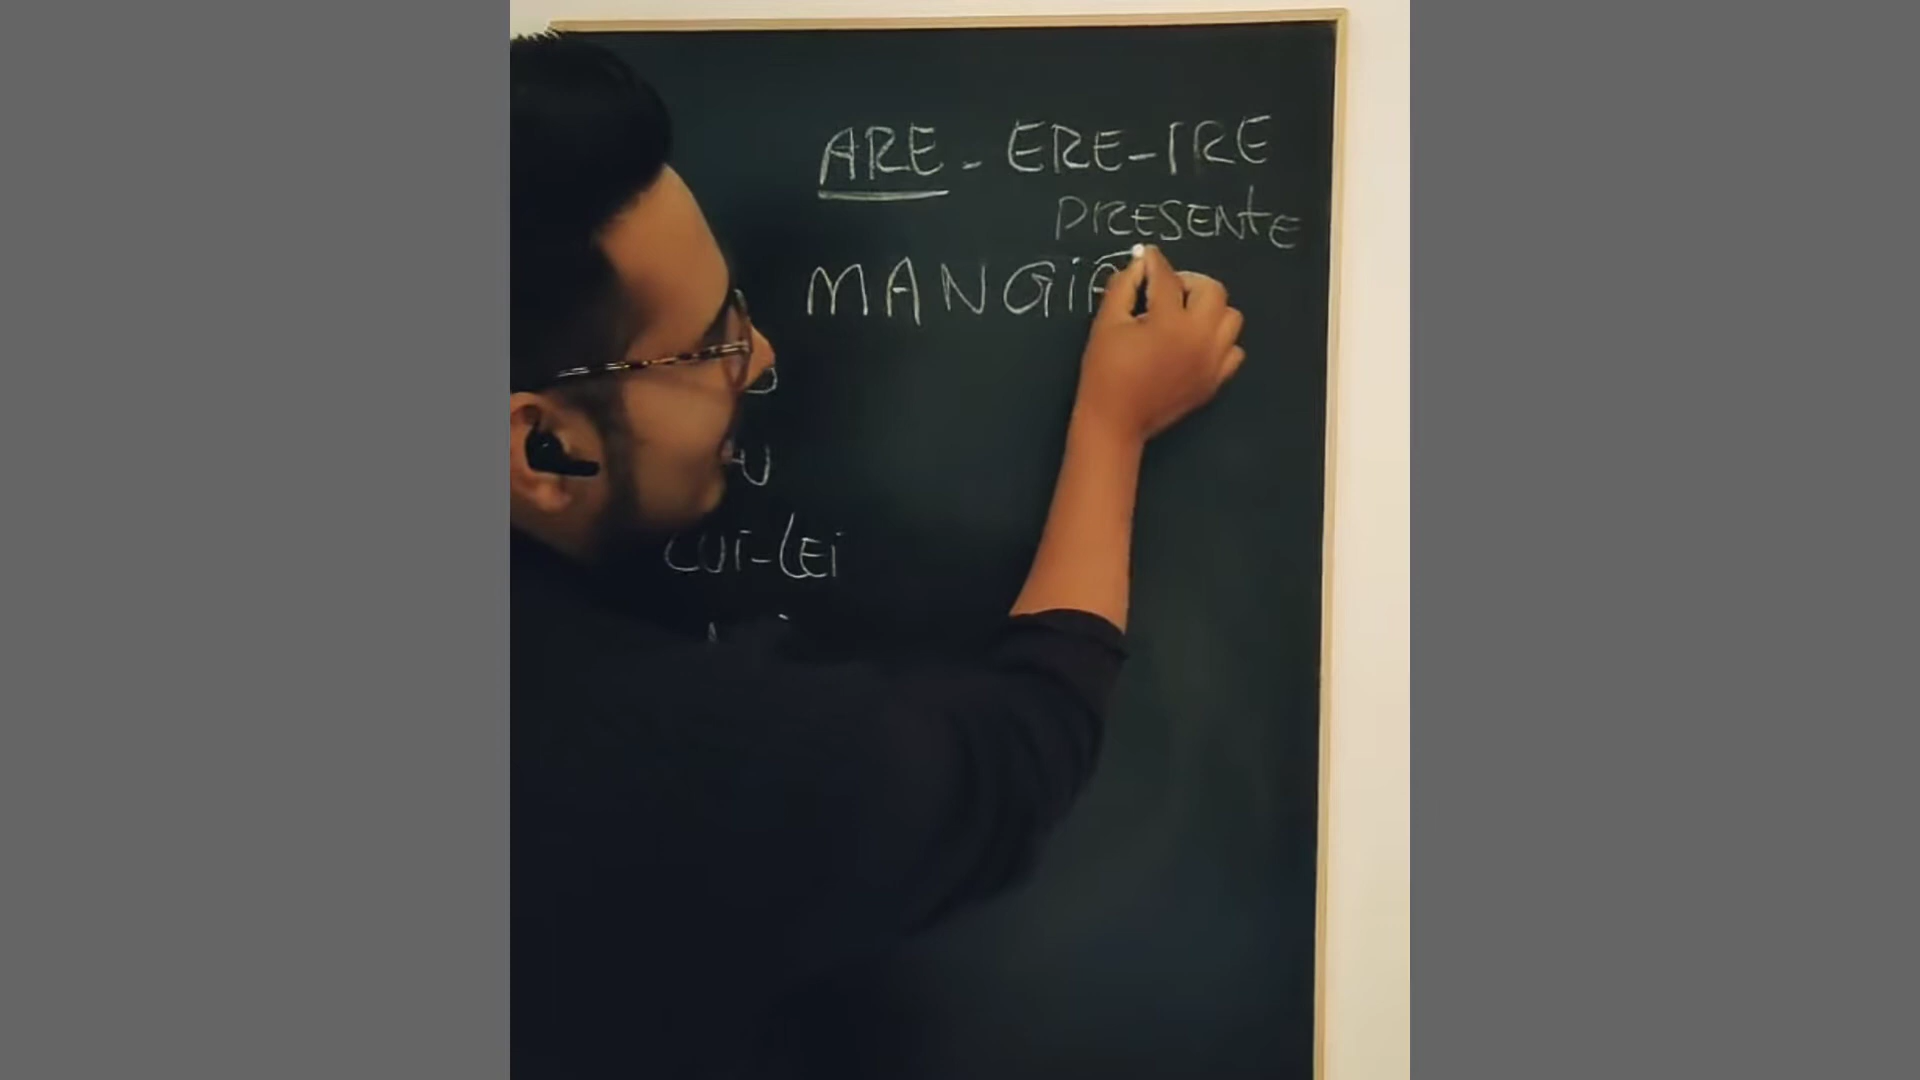 ARE - ERE - IRE
PRESENTE
MANGIA
LUI-LEI